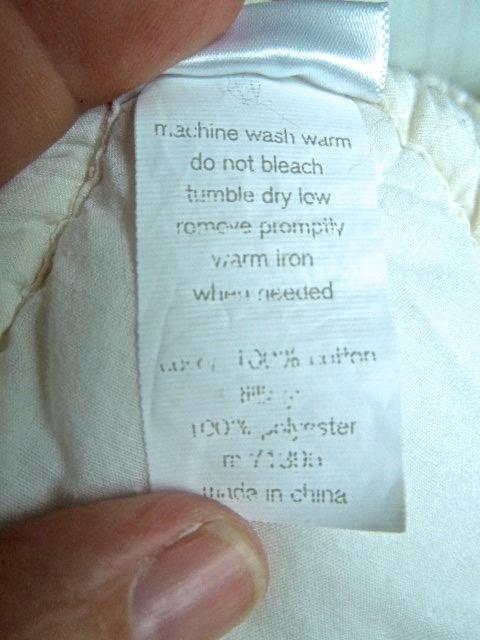 machine wash warm
do not bleach
tumble dry low
remove promptly
warm iron
when needed
cover 100% cotton
100% polyester
made in china